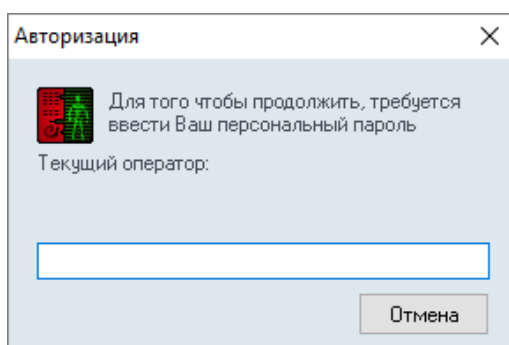 Авторизация
Для того чтобы продолжить, требуется
ввести Ваш персональный пароль
Текущий оператор:
Отмена